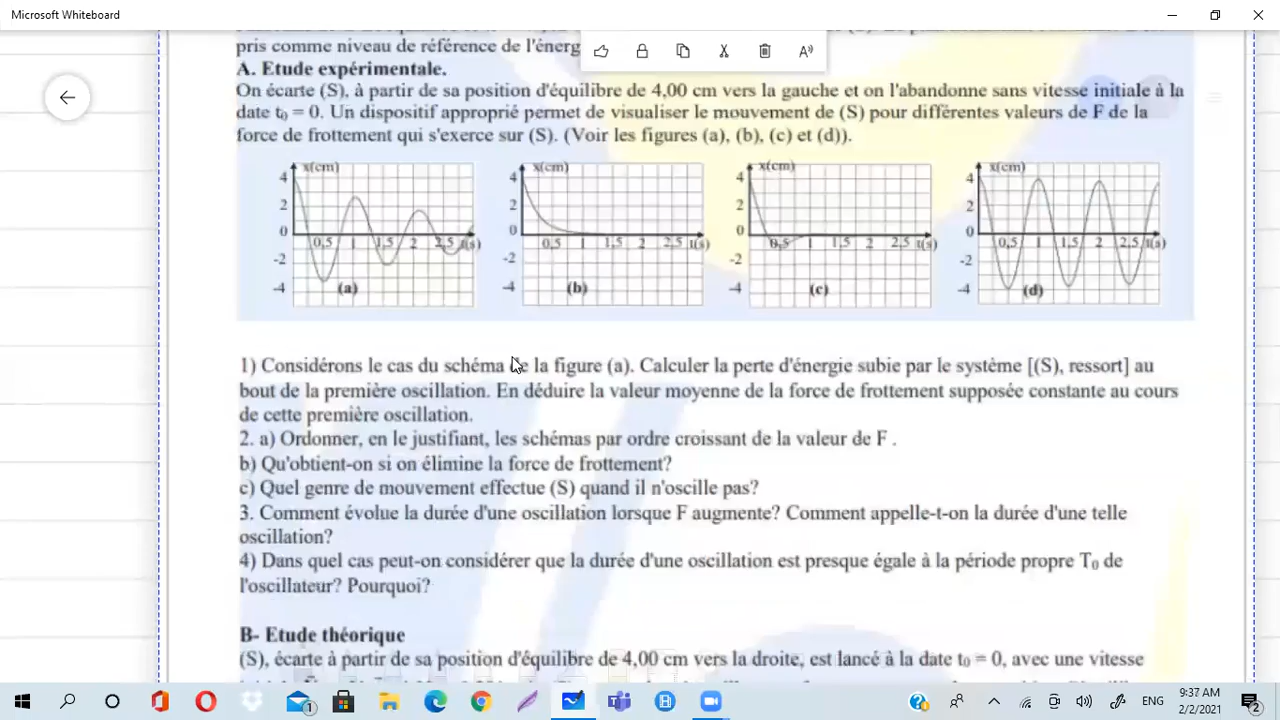 Microsoft Whiteboard
pris comme niveau de référence de l'énerg
A. Etude expérimentale.
On écarte (S), à partir de sa position d'équilibre de 4,00 cm vers la gauche et on l'abandonne sans vitesse initiale à la
date t₀ = 0. Un dispositif approprié permet de visualiser le mouvement de (S) pour différentes valeurs de F de la
force de frottement qui s'exerce sur (S). (Voir les figures (a), (b), (c) et (d)).
x(cm) 4 2 0 -2 -4 0,5 1 1,5 2 2,5 t(s) (a)
x(cm) 4 2 0 -2 -4 0,5 1 1,5 2 2,5 t(s) (b)
x(cm) 4 2 0 -2 -4 0,5 1 1,5 2 2,5 t(s) (c)
x(cm) 4 2 0 -2 -4 0,5 1 1,5 2 2,5 t(s) (d)
1) Considérons le cas du schéma de la figure (a). Calculer la perte d'énergie subie par le système [(S), ressort] au
bout de la première oscillation. En déduire la valeur moyenne de la force de frottement supposée constante au cours
de cette première oscillation.
2. a) Ordonner, en le justifiant, les schémas par ordre croissant de la valeur de F .
b) Qu'obtient-on si on élimine la force de frottement?
c) Quel genre de mouvement effectue (S) quand il n'oscille pas?
3. Comment évolue la durée d'une oscillation lorsque F augmente? Comment appelle-t-on la durée d'une telle
oscillation?
4) Dans quel cas peut-on considérer que la durée d'une oscillation est presque égale à la période propre T₀ de
l'oscillateur? Pourquoi?
B- Etude théorique
(S), écarte à partir de sa position d'équilibre de 4,00 cm vers la droite, est lancé à la date t₀ = 0, avec une vitesse
ENG
9:37 AM
2/2/2021